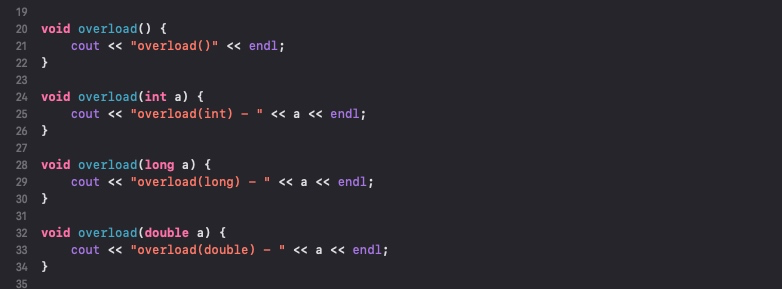 19
20 void overload() {
21     cout << "overload()" << endl;
22 }
23
24 void overload(int a) {
25     cout << "overload(int) – " << a << endl;
26 }
27
28 void overload(long a) {
29     cout << "overload(long) – " << a << endl;
30 }
31
32 void overload(double a) {
33     cout << "overload(double) – " << a << endl;
34 }
35